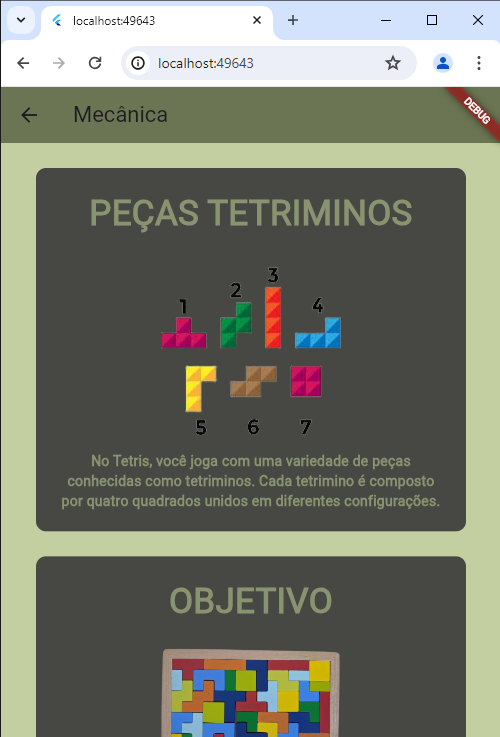 localhost:49643
localhost:49643
Mecânica
DEBUG
PEÇAS TETRIMINOS
1
2
3
4
5
6
7
No Tetris, você joga com uma variedade de peças
conhecidas como tetriminos. Cada tetrimino é composto
por quatro quadrados unidos em diferentes configurações.
OBJETIVO